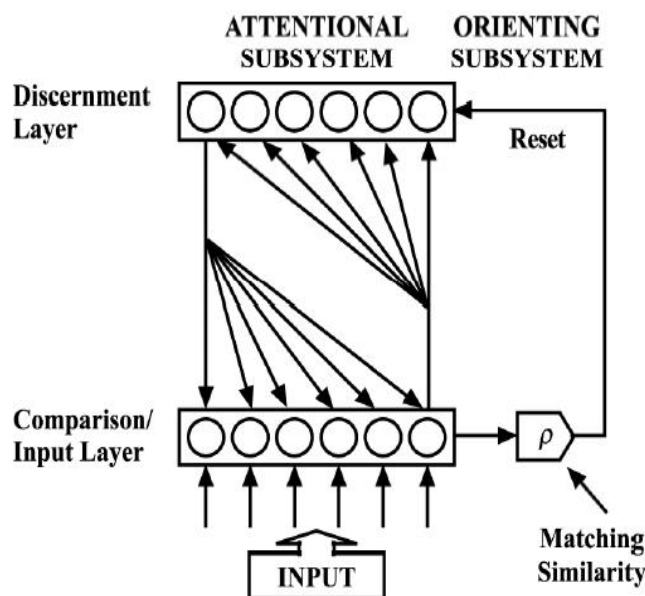 ATTENTIONAL
SUBSYSTEM
ORIENTING
SUBSYSTEM
Discernment
Layer
Reset
Comparison/
Input Layer
ρ
Matching
Similarity
INPUT